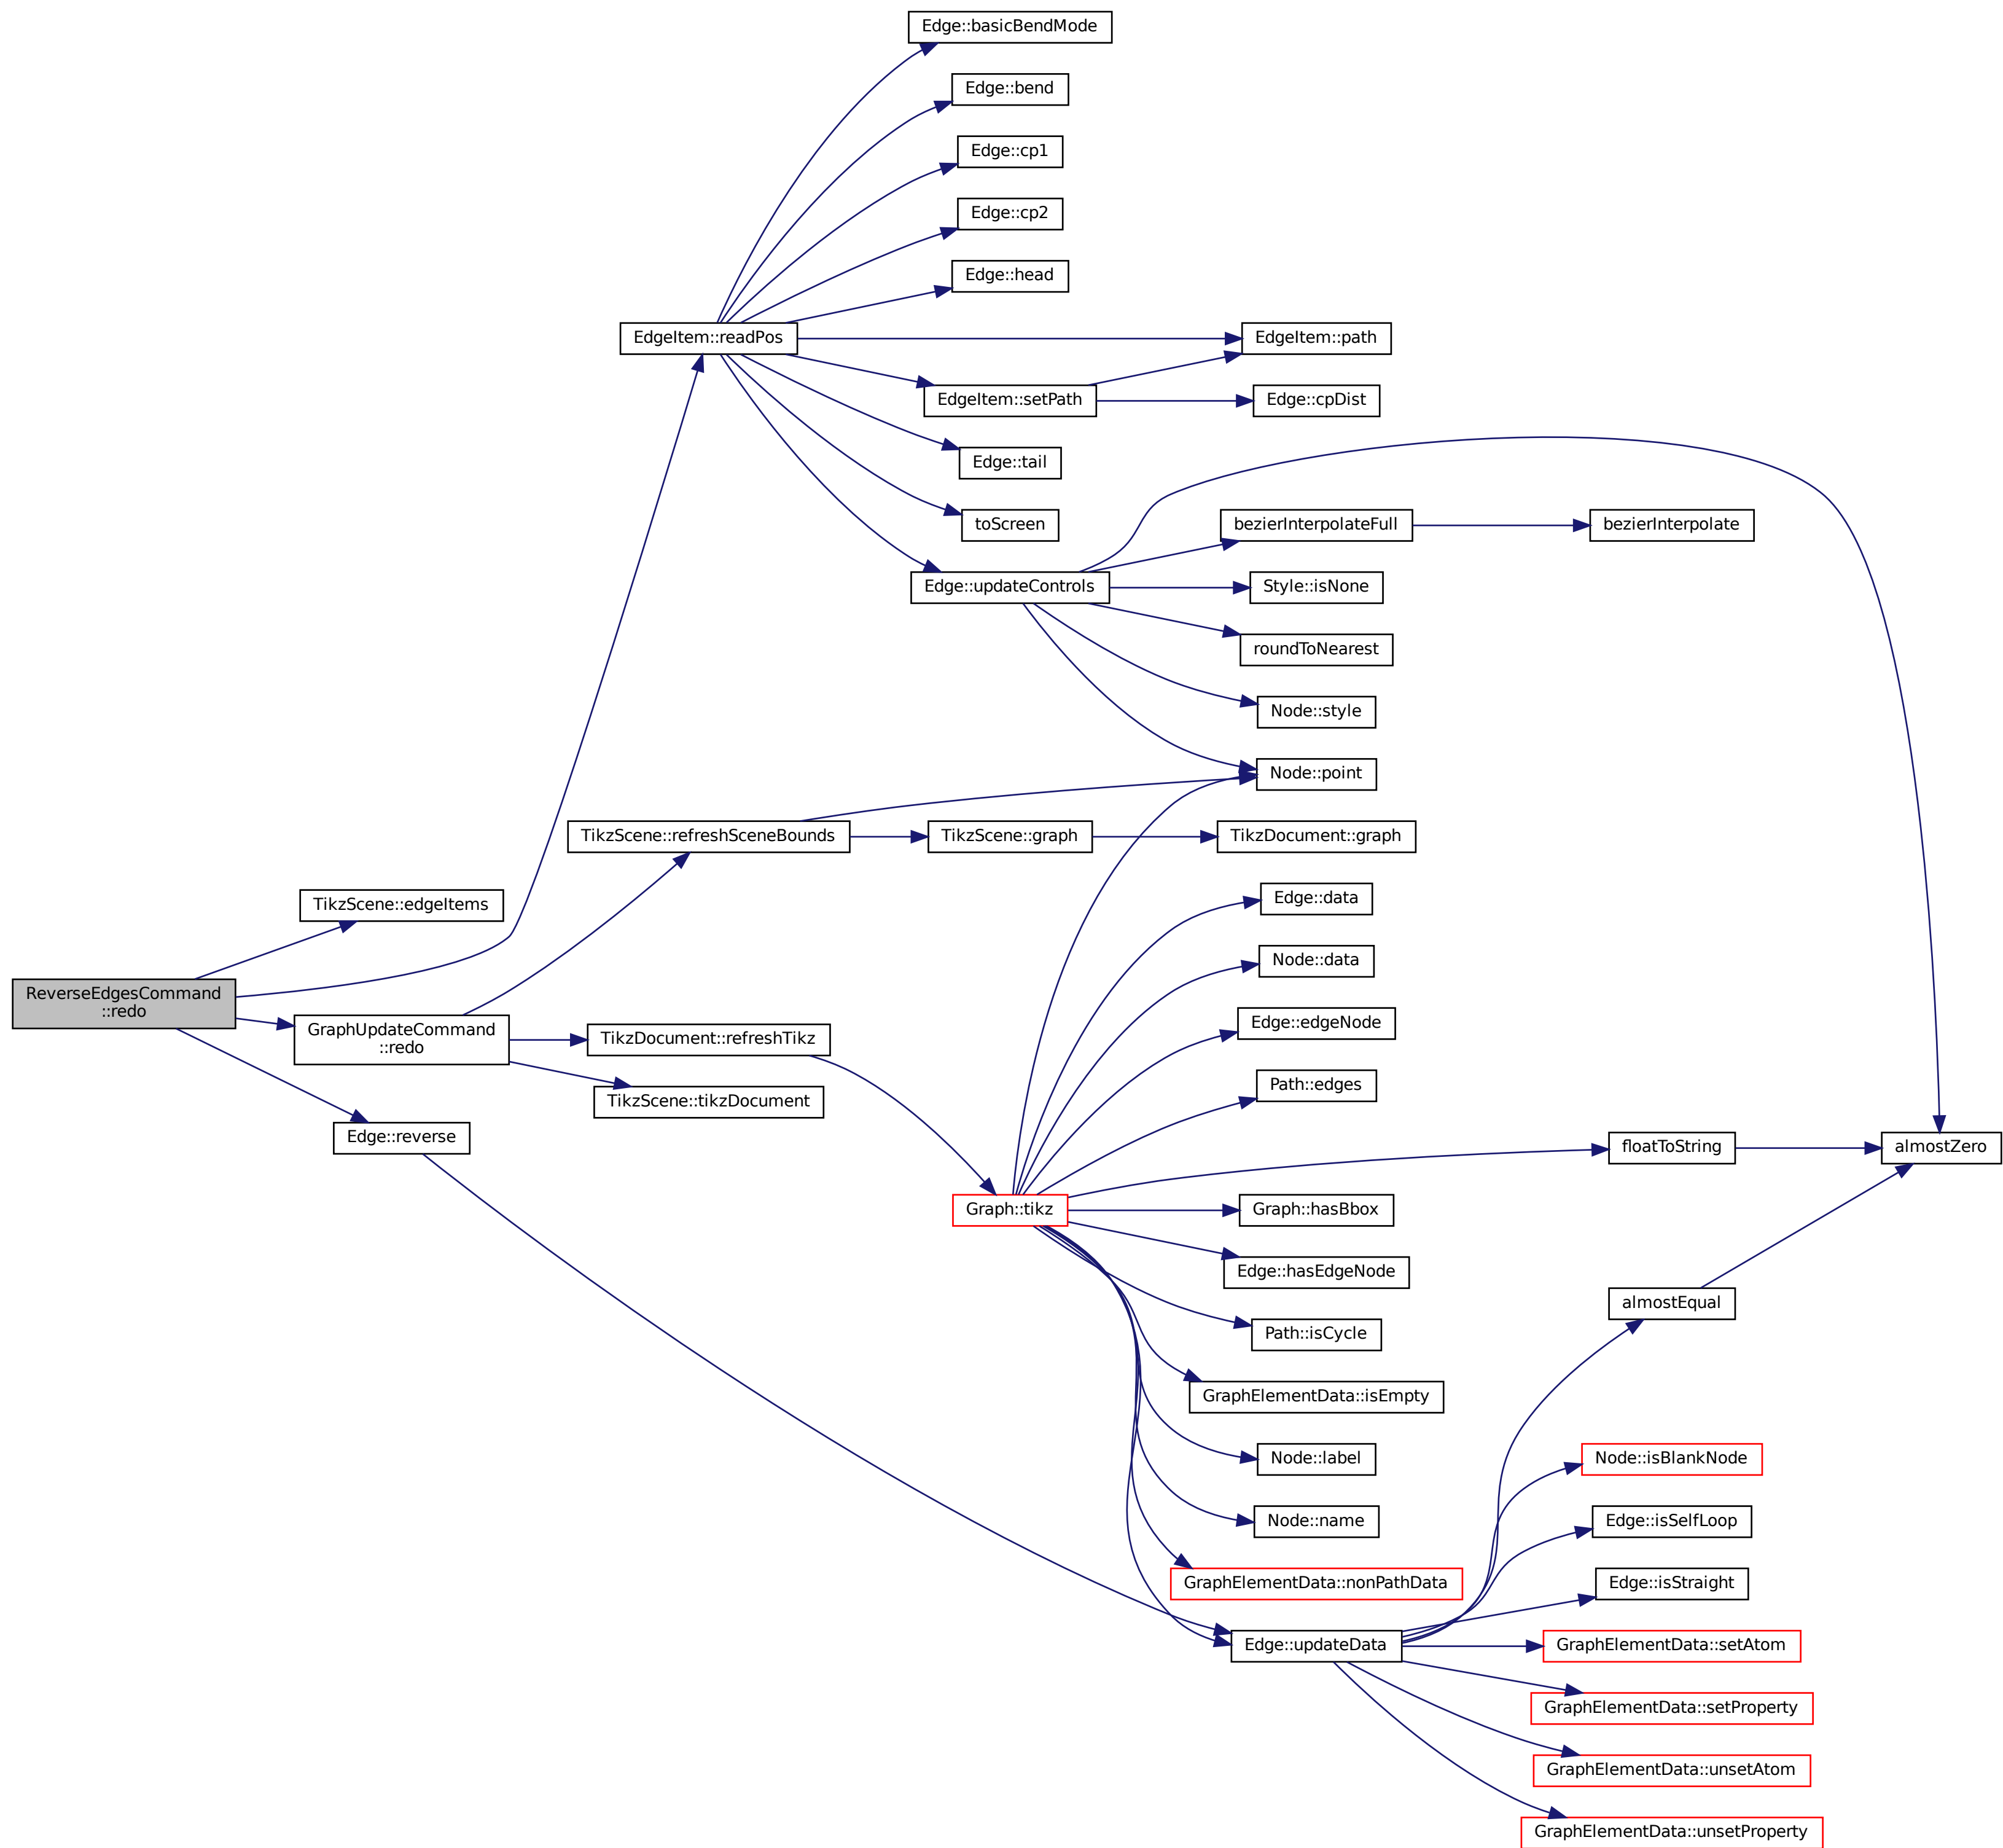 Edge::basicBendMode
Edge::bend
Edge::cp1
Edge::cp2
Edge::head
EdgeItem::readPos
EdgeItem::path
EdgeItem::setPath
Edge::cpDist
Edge::tail
toScreen
bezierInterpolateFull
bezierInterpolate
Edge::updateControls
Style::isNone
roundToNearest
Node::style
Node::point
TikzScene::refreshSceneBounds
TikzScene::graph
TikzDocument::graph
TikzScene::edgeItems
Edge::data
Node::data
ReverseEdgesCommand
::redo
GraphUpdateCommand
::redo
TikzDocument::refreshTikz
Edge::edgeNode
TikzScene::tikzDocument
Path::edges
Edge::reverse
floatToString
almostZero
Graph::tikz
Graph::hasBbox
Edge::hasEdgeNode
almostEqual
Path::isCycle
GraphElementData::isEmpty
Node::label
Node::isBlankNode
Node::name
Edge::isSelfLoop
GraphElementData::nonPathData
Edge::isStraight
Edge::updateData
GraphElementData::setAtom
GraphElementData::setProperty
GraphElementData::unsetAtom
GraphElementData::unsetProperty